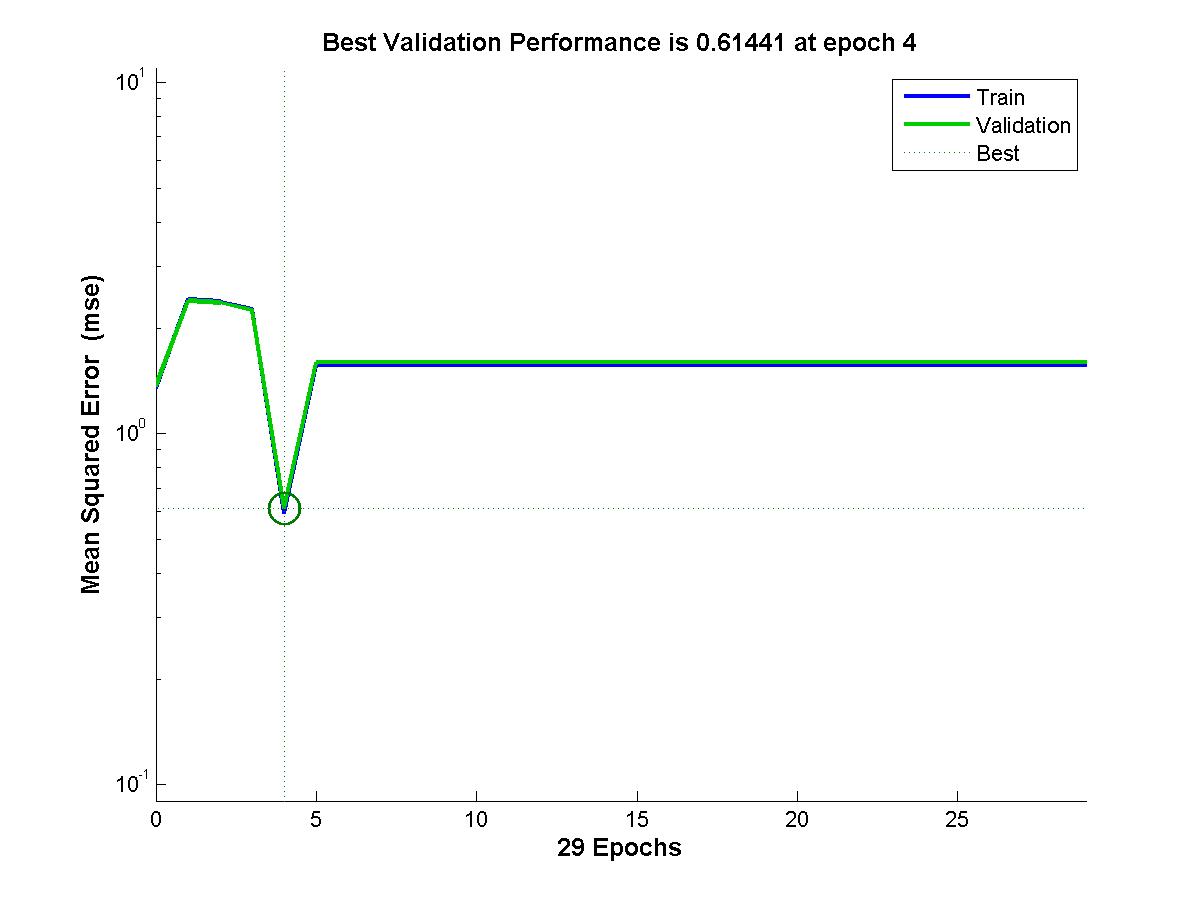 Best Validation Performance is 0.61441 at epoch 4
10^1
10^0
10^-1
Mean Squared Error (mse)
Train
Validation
Best
0 5 10 15 20 25
29 Epochs